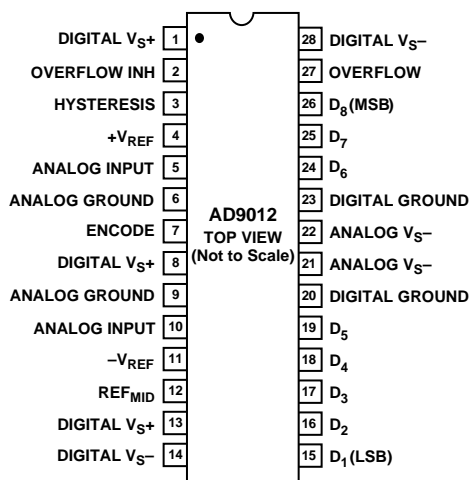 DIGITAL VS+ 1 28 DIGITAL VS–
OVERFLOW INH 2 27 OVERFLOW
HYSTERESIS 3 26 D8(MSB)
+VREF 4 25 D7
ANALOG INPUT 5 24 D6
ANALOG GROUND 6 23 DIGITAL GROUND
AD9012
ENCODE 7 22 ANALOG VS–
TOP VIEW
DIGITAL VS+ 8 21 ANALOG VS–
(Not to Scale)
ANALOG GROUND 9 20 DIGITAL GROUND
ANALOG INPUT 10 19 D5
–VREF 11 18 D4
REFMID 12 17 D3
DIGITAL VS+ 13 16 D2
DIGITAL VS– 14 15 D1(LSB)